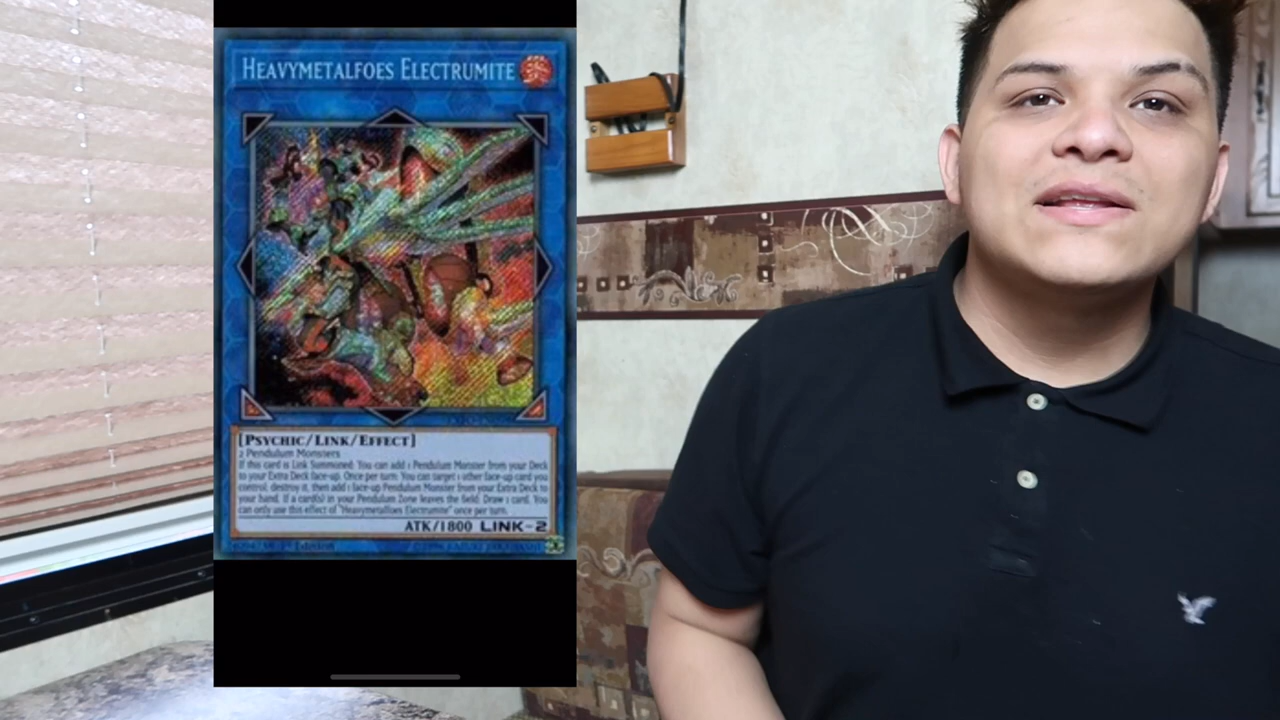 HEAVYMETALFOES ELECTRUMITE
[PSYCHIC/LINK/EFFECT]
2 Pendulum Monsters
If this card is Link Summoned: You can add 1 Pendulum Monster from your Deck
to your Extra Deck face-up. Once per turn: You can target 1 other face-up card you
control; destroy it, then add 1 face-up Pendulum Monster from your Extra Deck to
your hand. If a card(s) in your Pendulum Zone leaves the field: Draw 1 card. You
can only use this effect of "Heavymetalfoes Electrumite" once per turn.
ATK/1800 LINK-2
Edition